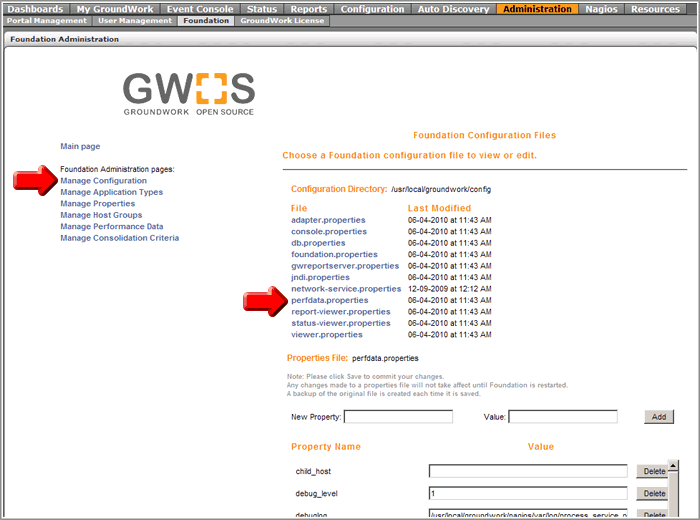 Dashboards My GroundWork Event Console Status Reports Configuration Auto Discovery Administration Nagios Resources
Portal Management User Management Foundation GroundWork License
Foundation Administration
GWOS
GROUNDWORK OPEN SOURCE
Main page
Foundation Administration pages:
Manage Configuration
Manage Application Types
Manage Properties
Manage Host Groups
Manage Performance Data
Manage Consolidation Criteria
Foundation Configuration Files
Choose a Foundation configuration file to view or edit.
Configuration Directory: /usr/local/groundwork/config
File Last Modified
adapter.properties 06-04-2010 at 11:43 AM
console.properties 06-04-2010 at 11:43 AM
db.properties 06-04-2010 at 11:43 AM
foundation.properties 06-04-2010 at 11:43 AM
gwreportserver.properties 06-04-2010 at 11:43 AM
jndi.properties 06-04-2010 at 11:43 AM
network-service.properties 12-09-2009 at 12:12 AM
perfdata.properties 06-04-2010 at 11:43 AM
report-viewer.properties 06-04-2010 at 11:43 AM
status-viewer.properties 06-04-2010 at 11:43 AM
viewer.properties 06-04-2010 at 11:43 AM
Properties File: perfdata.properties
Note: Please click Save to commit your changes.
Any changes made to a properties file will not take affect until Foundation is restarted.
A backup of the original file is created each time it is saved.
New Property: Value: Add
Property Name Value
child_host Delete
debug_level 1 Delete
debuglog /usr/local/groundwork/nagios/var/log/process_service_p Delete